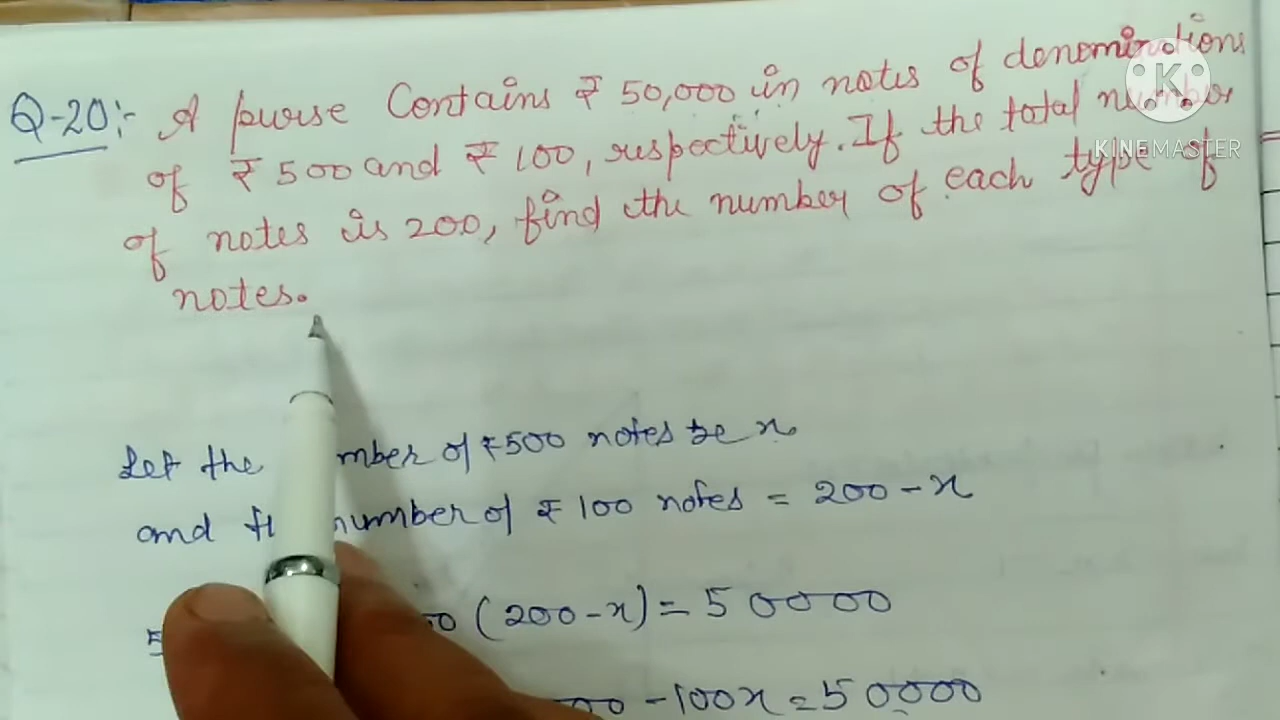 Q-20:- A purse Contains ₹ 50,000 in notes of denominations
of ₹ 500 and ₹ 100, respectively. If the total number
of notes is 200, find the number of each type of
notes.
K
KINEMASTER
Let the mber of ₹500 notes be x
and number of ₹ 100 notes = 200 - x
(200 - x) = 50000
- 100x = 50,000